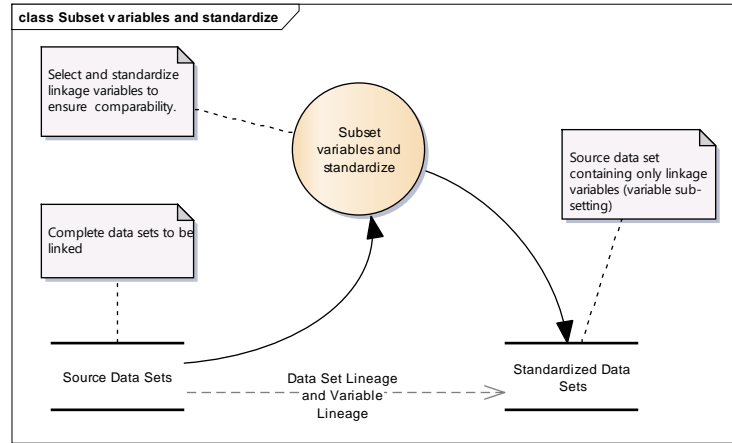 class Subset variables and standardize
Select and standardize
linkage variables to
ensure comparability.
Subset
variables and
standardize
Source data set
containing only linkage
variables (variable sub-
setting)
Complete data sets to be
linked
Source Data Sets
Data Set Lineage
and Variable
Lineage
Standardized Data
Sets